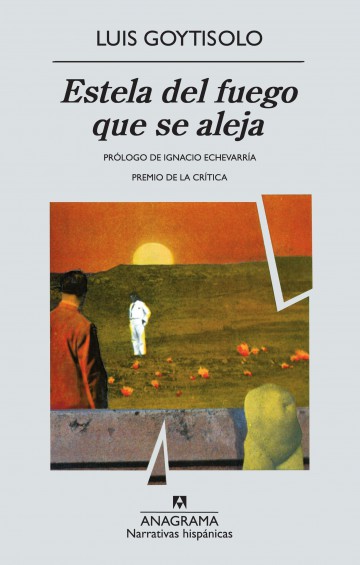 LUIS GOYTISOLO
Estela del fuego
que se aleja
PRÓLOGO DE IGNACIO ECHEVARRÍA
PREMIO DE LA CRÍTICA
ANAGRAMA
Narrativas hispánicas